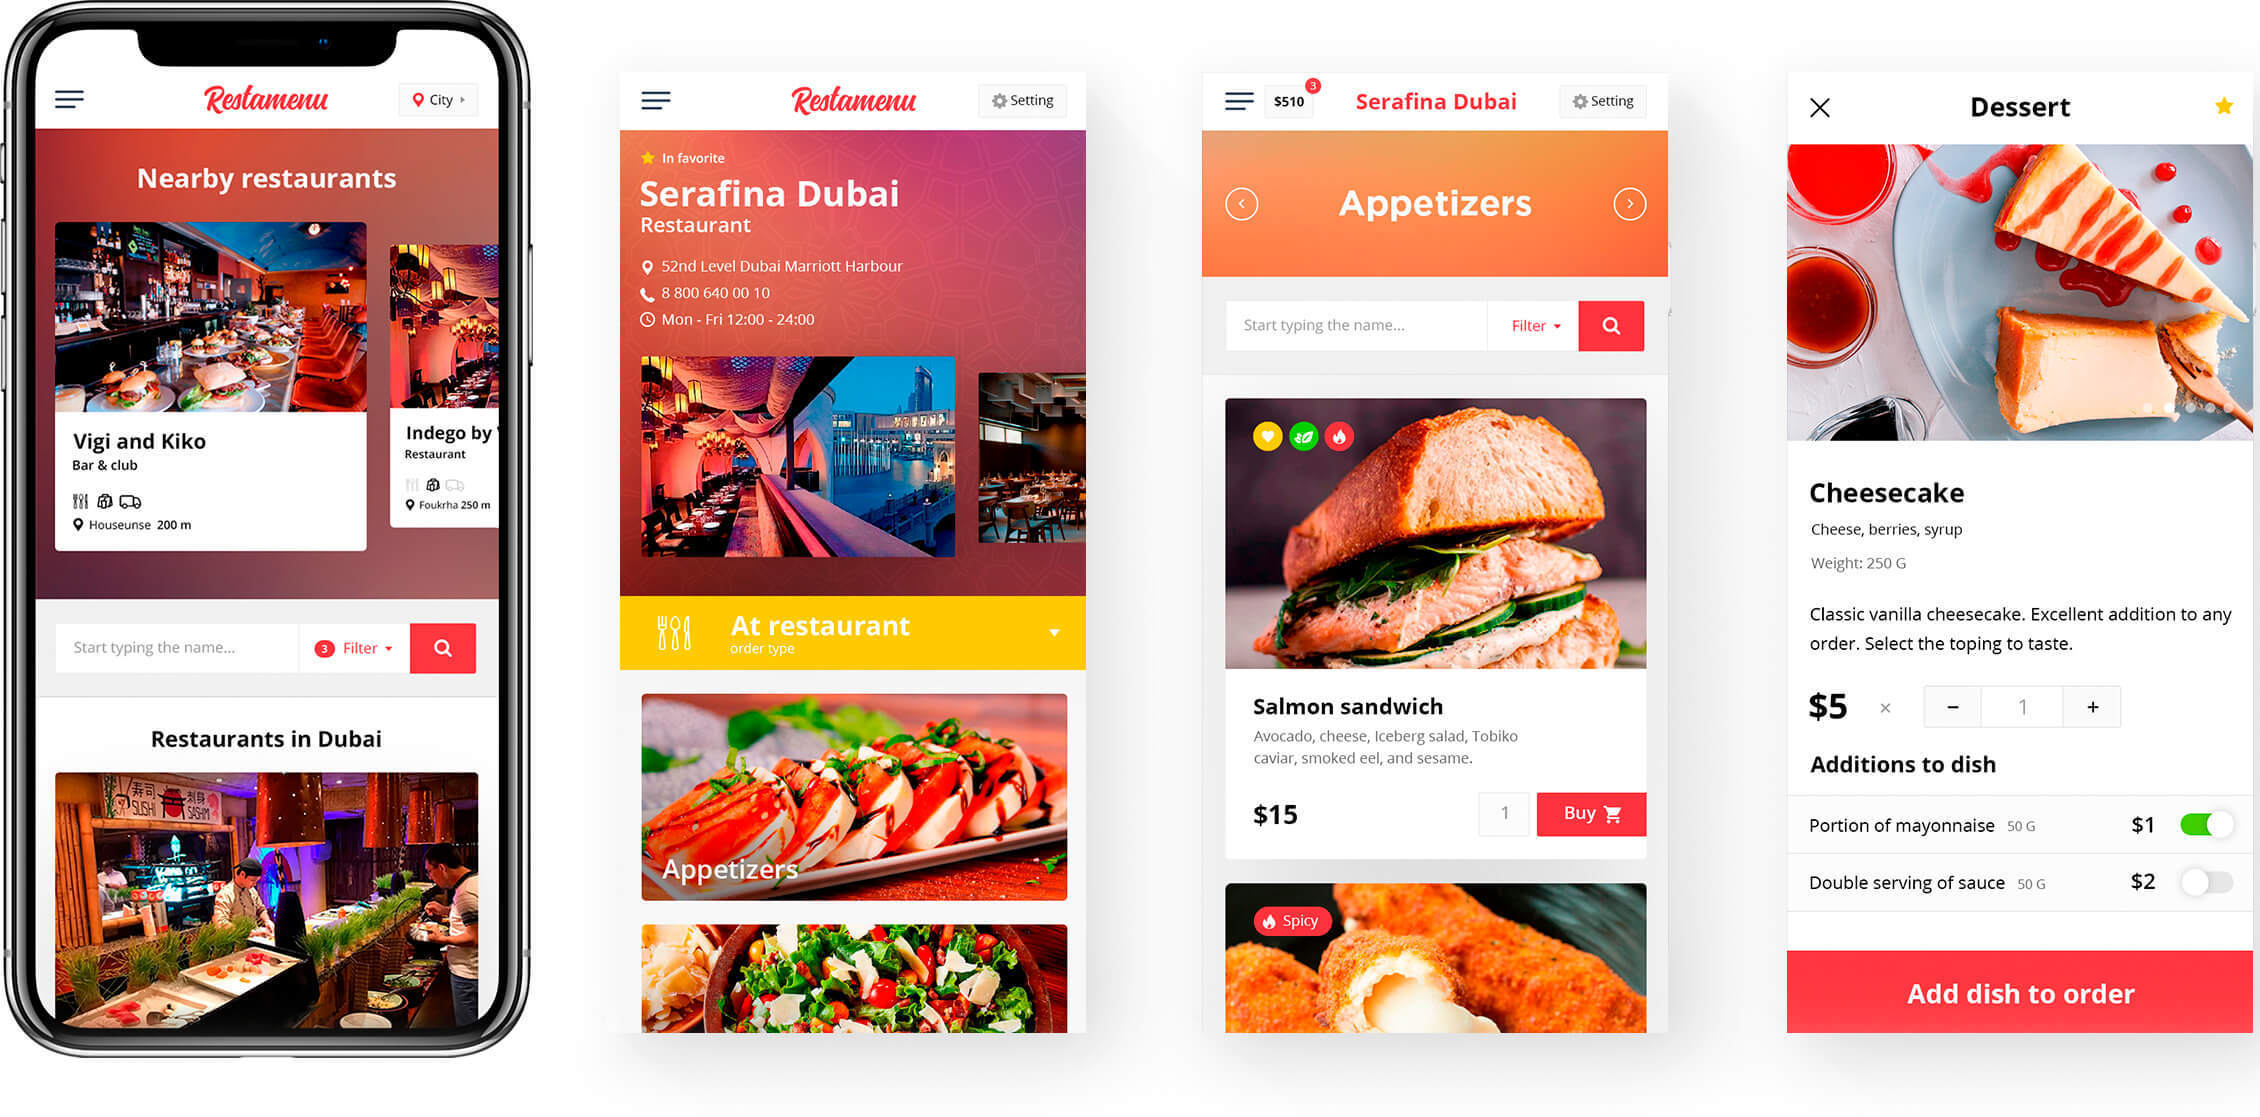 Restamenu
City
Nearby restaurants
Vigi and Kiko
Bar & club
Houseunse 200 m
Indego by
Restaurant
Foukrha 250 m
Start typing the name...
3 Filter
Restaurants in Dubai
SUSHI
SASHIMI
Restamenu
Setting
In favorite
Serafina Dubai
Restaurant
52nd Level Dubai Marriott Harbour
8 800 640 00 10
Mon - Fri 12:00 - 24:00
At restaurant
order type
Appetizers
$510
3
Serafina Dubai
Setting
Appetizers
Start typing the name...
Filter
Salmon sandwich
Avocado, cheese, Iceberg salad, Tobiko
caviar, smoked eel, and sesame.
$15
1
Buy
Spicy
Dessert
Cheesecake
Cheese, berries, syrup
Weight: 250 G
Classic vanilla cheesecake. Excellent addition to any
order. Select the toping to taste.
$5 × − 1 +
Additions to dish
Portion of mayonnaise 50 G $1
Double serving of sauce 50 G $2
Add dish to order